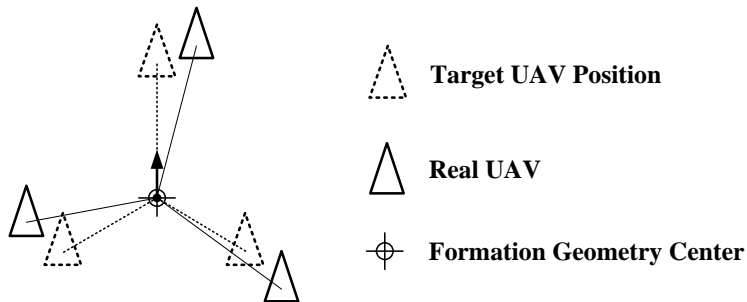 Target UAV Position
Real UAV
Formation Geometry Center